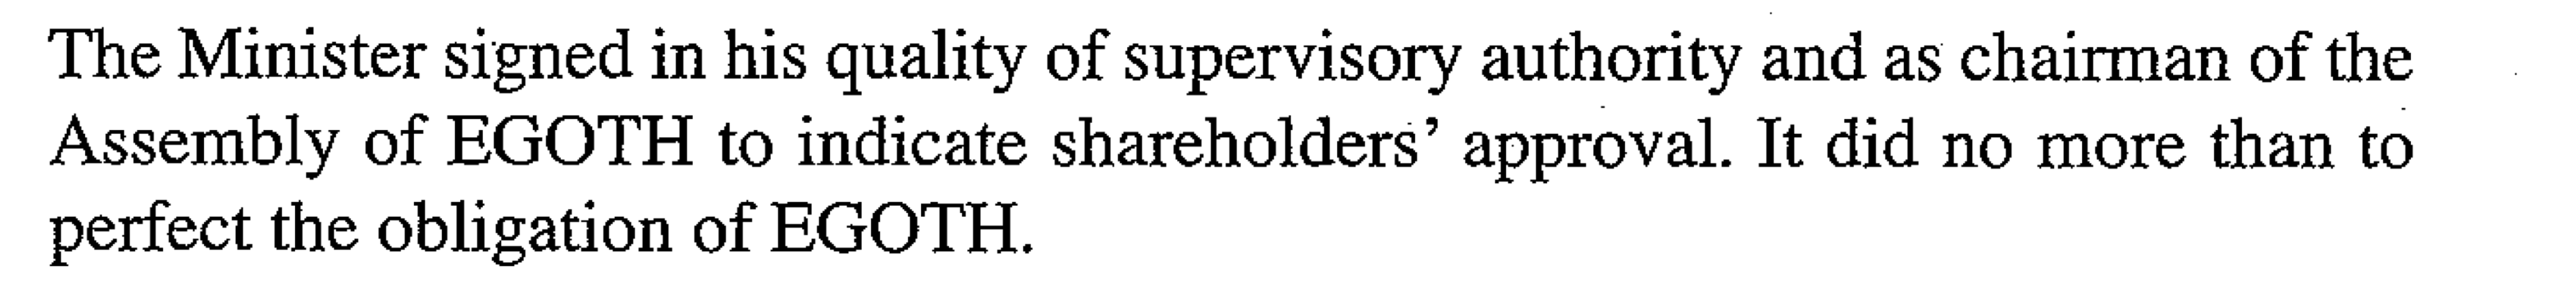 The Minister signed in his quality of supervisory authority and as chairman of the
Assembly of EGOTH to indicate shareholders' approval. It did no more than to
perfect the obligation of EGOTH.